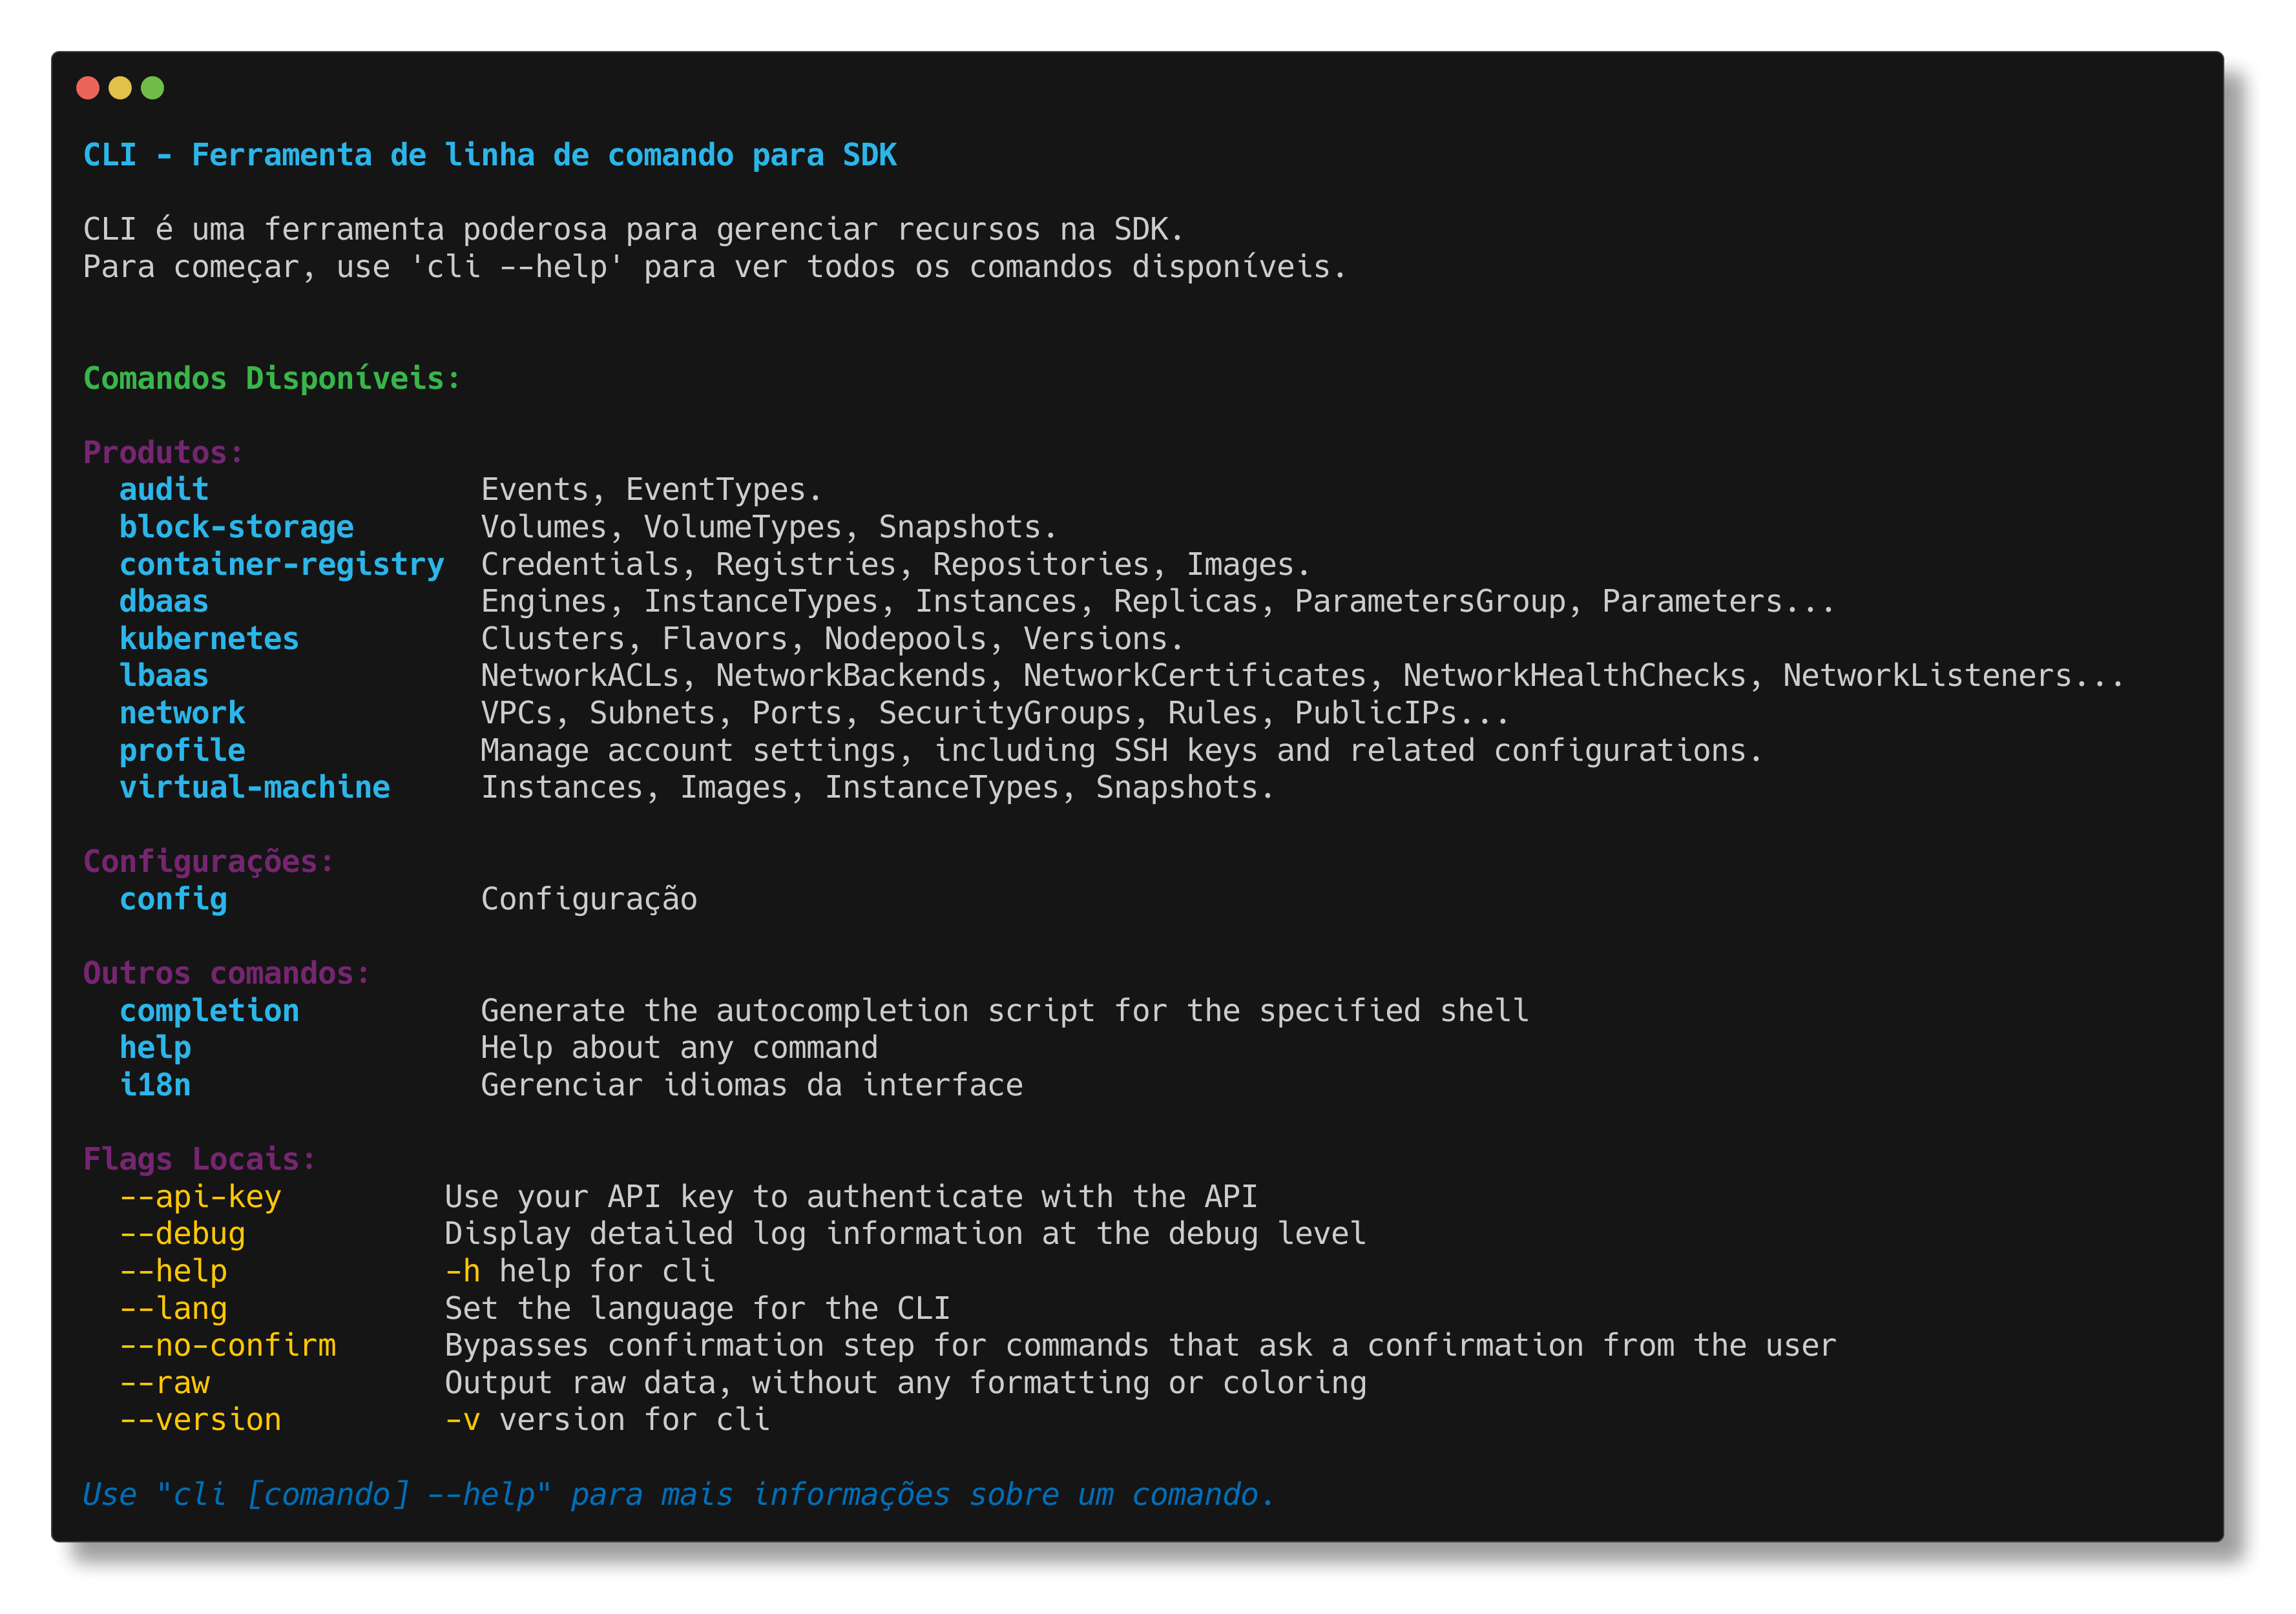 CLI - Ferramenta de linha de comando para SDK
CLI é uma ferramenta poderosa para gerenciar recursos na SDK.
Para começar, use 'cli --help' para ver todos os comandos disponíveis.
Comandos Disponíveis:
Produtos:
audit Events, EventTypes.
block-storage Volumes, VolumeTypes, Snapshots.
container-registry Credentials, Registries, Repositories, Images.
dbaas Engines, InstanceTypes, Instances, Replicas, ParametersGroup, Parameters...
kubernetes Clusters, Flavors, Nodepools, Versions.
lbaas NetworkACLs, NetworkBackends, NetworkCertificates, NetworkHealthChecks, NetworkListeners...
network VPCs, Subnets, Ports, SecurityGroups, Rules, PublicIPs...
profile Manage account settings, including SSH keys and related configurations.
virtual-machine Instances, Images, InstanceTypes, Snapshots.
Configurações:
config Configuração
Outros comandos:
completion Generate the autocompletion script for the specified shell
help Help about any command
i18n Gerenciar idiomas da interface
Flags Locais:
--api-key Use your API key to authenticate with the API
--debug Display detailed log information at the debug level
--help -h help for cli
--lang Set the language for the CLI
--no-confirm Bypasses confirmation step for commands that ask a confirmation from the user
--raw Output raw data, without any formatting or coloring
--version -v version for cli
Use "cli [comando] --help" para mais informações sobre um comando.